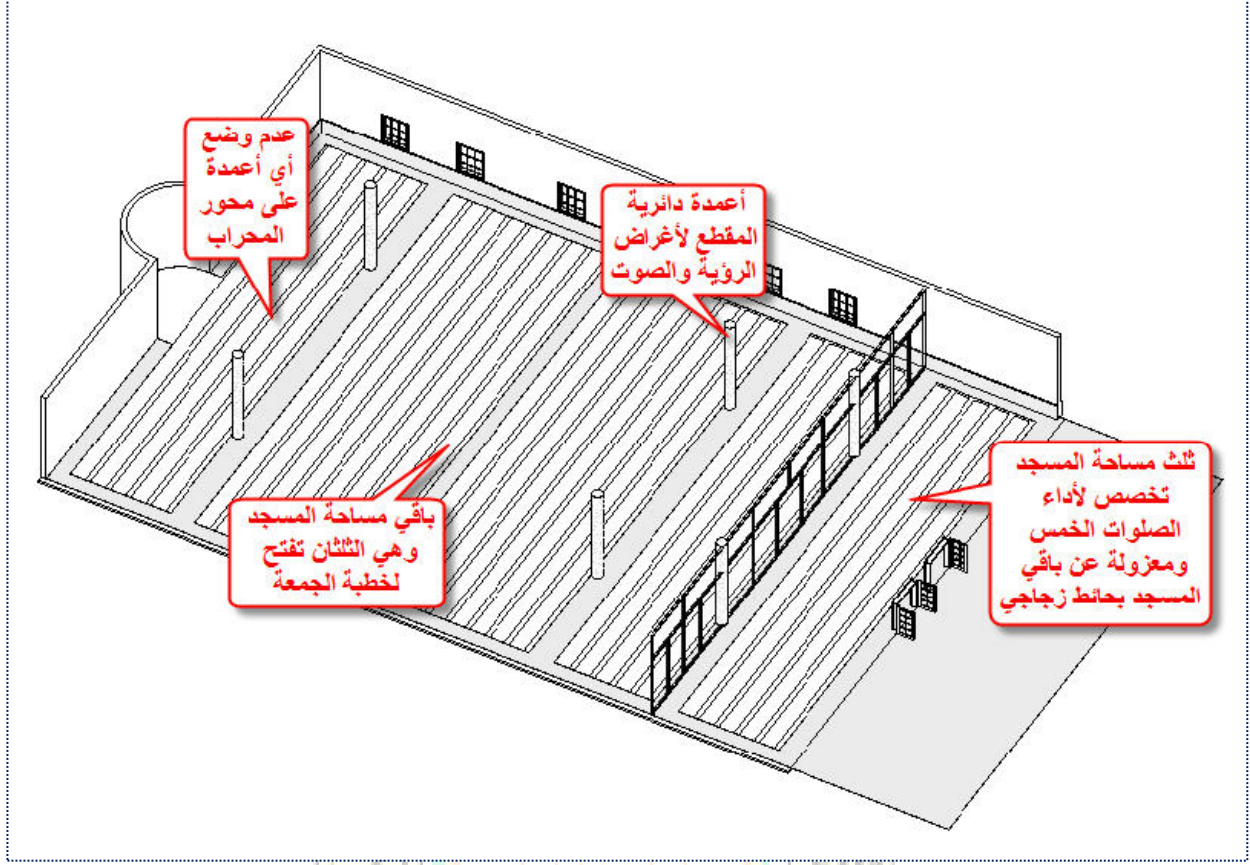 عدم وضع
أي أعمدة
على محور
المحراب
أعمدة دائرية
المقطع لأغراض
الرؤية والصوت
ثلث مساحة المسجد
تخصص لأداء
الصلوات الخمس
ومعزولة عن باقي
المسجد بحائط زجاجي
باقي مساحة المسجد
وهي الثلثان تفتح
لخطبة الجمعة